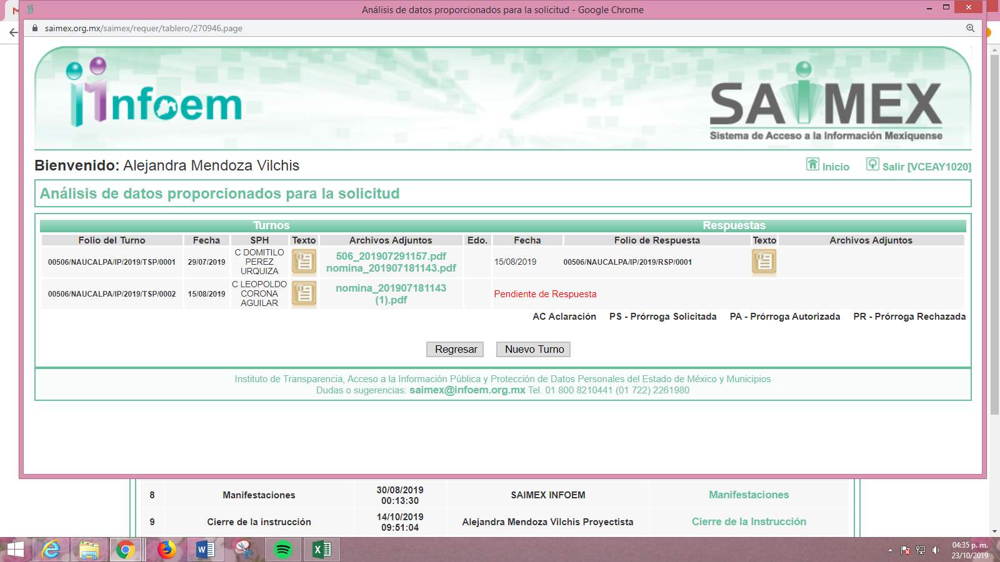 Análisis de datos proporcionados para la solicitud - Google Chrome
saimex.org.mx/saimex/requer/tablero/270946.page
infoem
SAIMEX
Sistema de Acceso a la Información Mexiquense
Bienvenido: Alejandra Mendoza Vilchis
Inicio Salir [VCEAY1020]
Análisis de datos proporcionados para la solicitud
Turnos Respuestas
Folio del Turno Fecha SPH Texto Archivos Adjuntos Edo. Fecha Folio de Respuesta Texto Archivos Adjuntos
00506/NAUCALPA/IP/2019/TSP/0001 29/07/2019 C DOMITILO PEREZ URQUIZA 506_201907291157.pdf nomina_201907181143.pdf 15/08/2019 00506/NAUCALPA/IP/2019/RSP/0001
00506/NAUCALPA/IP/2019/TSP/0002 15/08/2019 C LEOPOLDO CORONA AGUILAR nomina_201907181143 (1).pdf Pendiente de Respuesta
AC Aclaración PS - Prórroga Solicitada PA - Prórroga Autorizada PR - Prórroga Rechazada
Regresar Nuevo Turno
Instituto de Transparencia, Acceso a la Información Pública y Protección de Datos Personales del Estado de México y Municipios
Dudas o sugerencias: saimex@infoem.org.mx Tel. 01 800 8210441 (01 722) 2261980
8 Manifestaciones 30/08/2019 00:13:30 SAIMEX INFOEM Manifestaciones
9 Cierre de la instrucción 14/10/2019 09:51:04 Alejandra Mendoza Vilchis Proyectista Cierre de la Instrucción
04:35 p. m.
23/10/2019